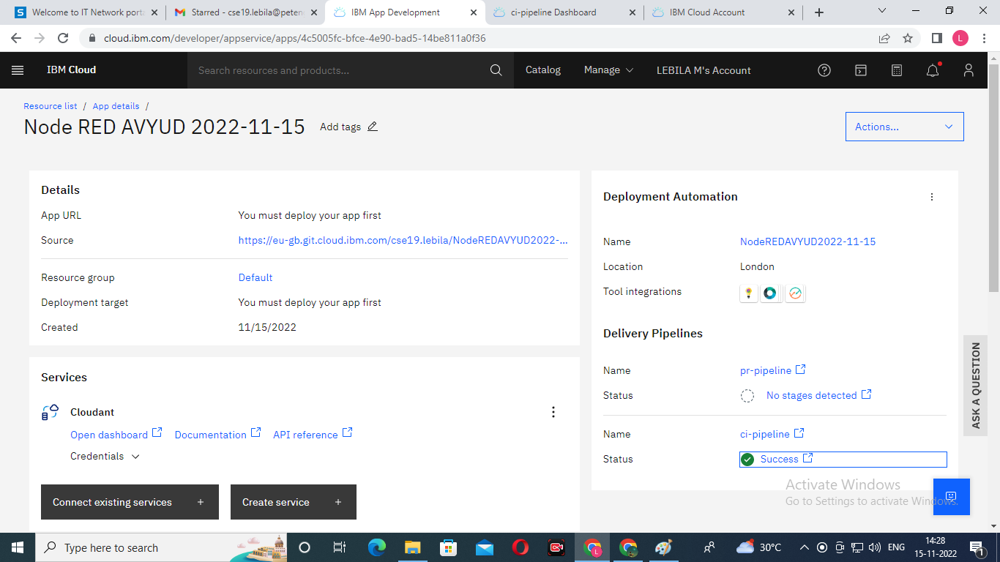 Welcome to IT Network porta
Starred - cse19.lebila@peten
IBM App Development
ci-pipeline Dashboard
IBM Cloud Account
cloud.ibm.com/developer/appservice/apps/4c5005fc-bfce-4e90-bad5-14be811a0f36
L
IBM Cloud
Search resources and products...
Catalog
Manage
LEBILA M's Account
Resource list / App details /
Node RED AVYUD 2022-11-15
Add tags
Actions...
Details
App URL
You must deploy your app first
Source
https://eu-gb.git.cloud.ibm.com/cse19.lebila/NodeREDAVYUD2022-...
Resource group
Default
Deployment target
You must deploy your app first
Created
11/15/2022
Services
Cloudant
Open dashboard
Documentation
API reference
Credentials
Connect existing services +
Create service +
Deployment Automation
Name
NodeREDAVYUD2022-11-15
Location
London
Tool integrations
Delivery Pipelines
Name
pr-pipeline
Status
No stages detected
Name
ci-pipeline
Status
Success
ASK A QUESTION
Activate Windows
Go to Settings to activate Windows.
Type here to search
L
30°C
ENG
14:28
15-11-2022
1